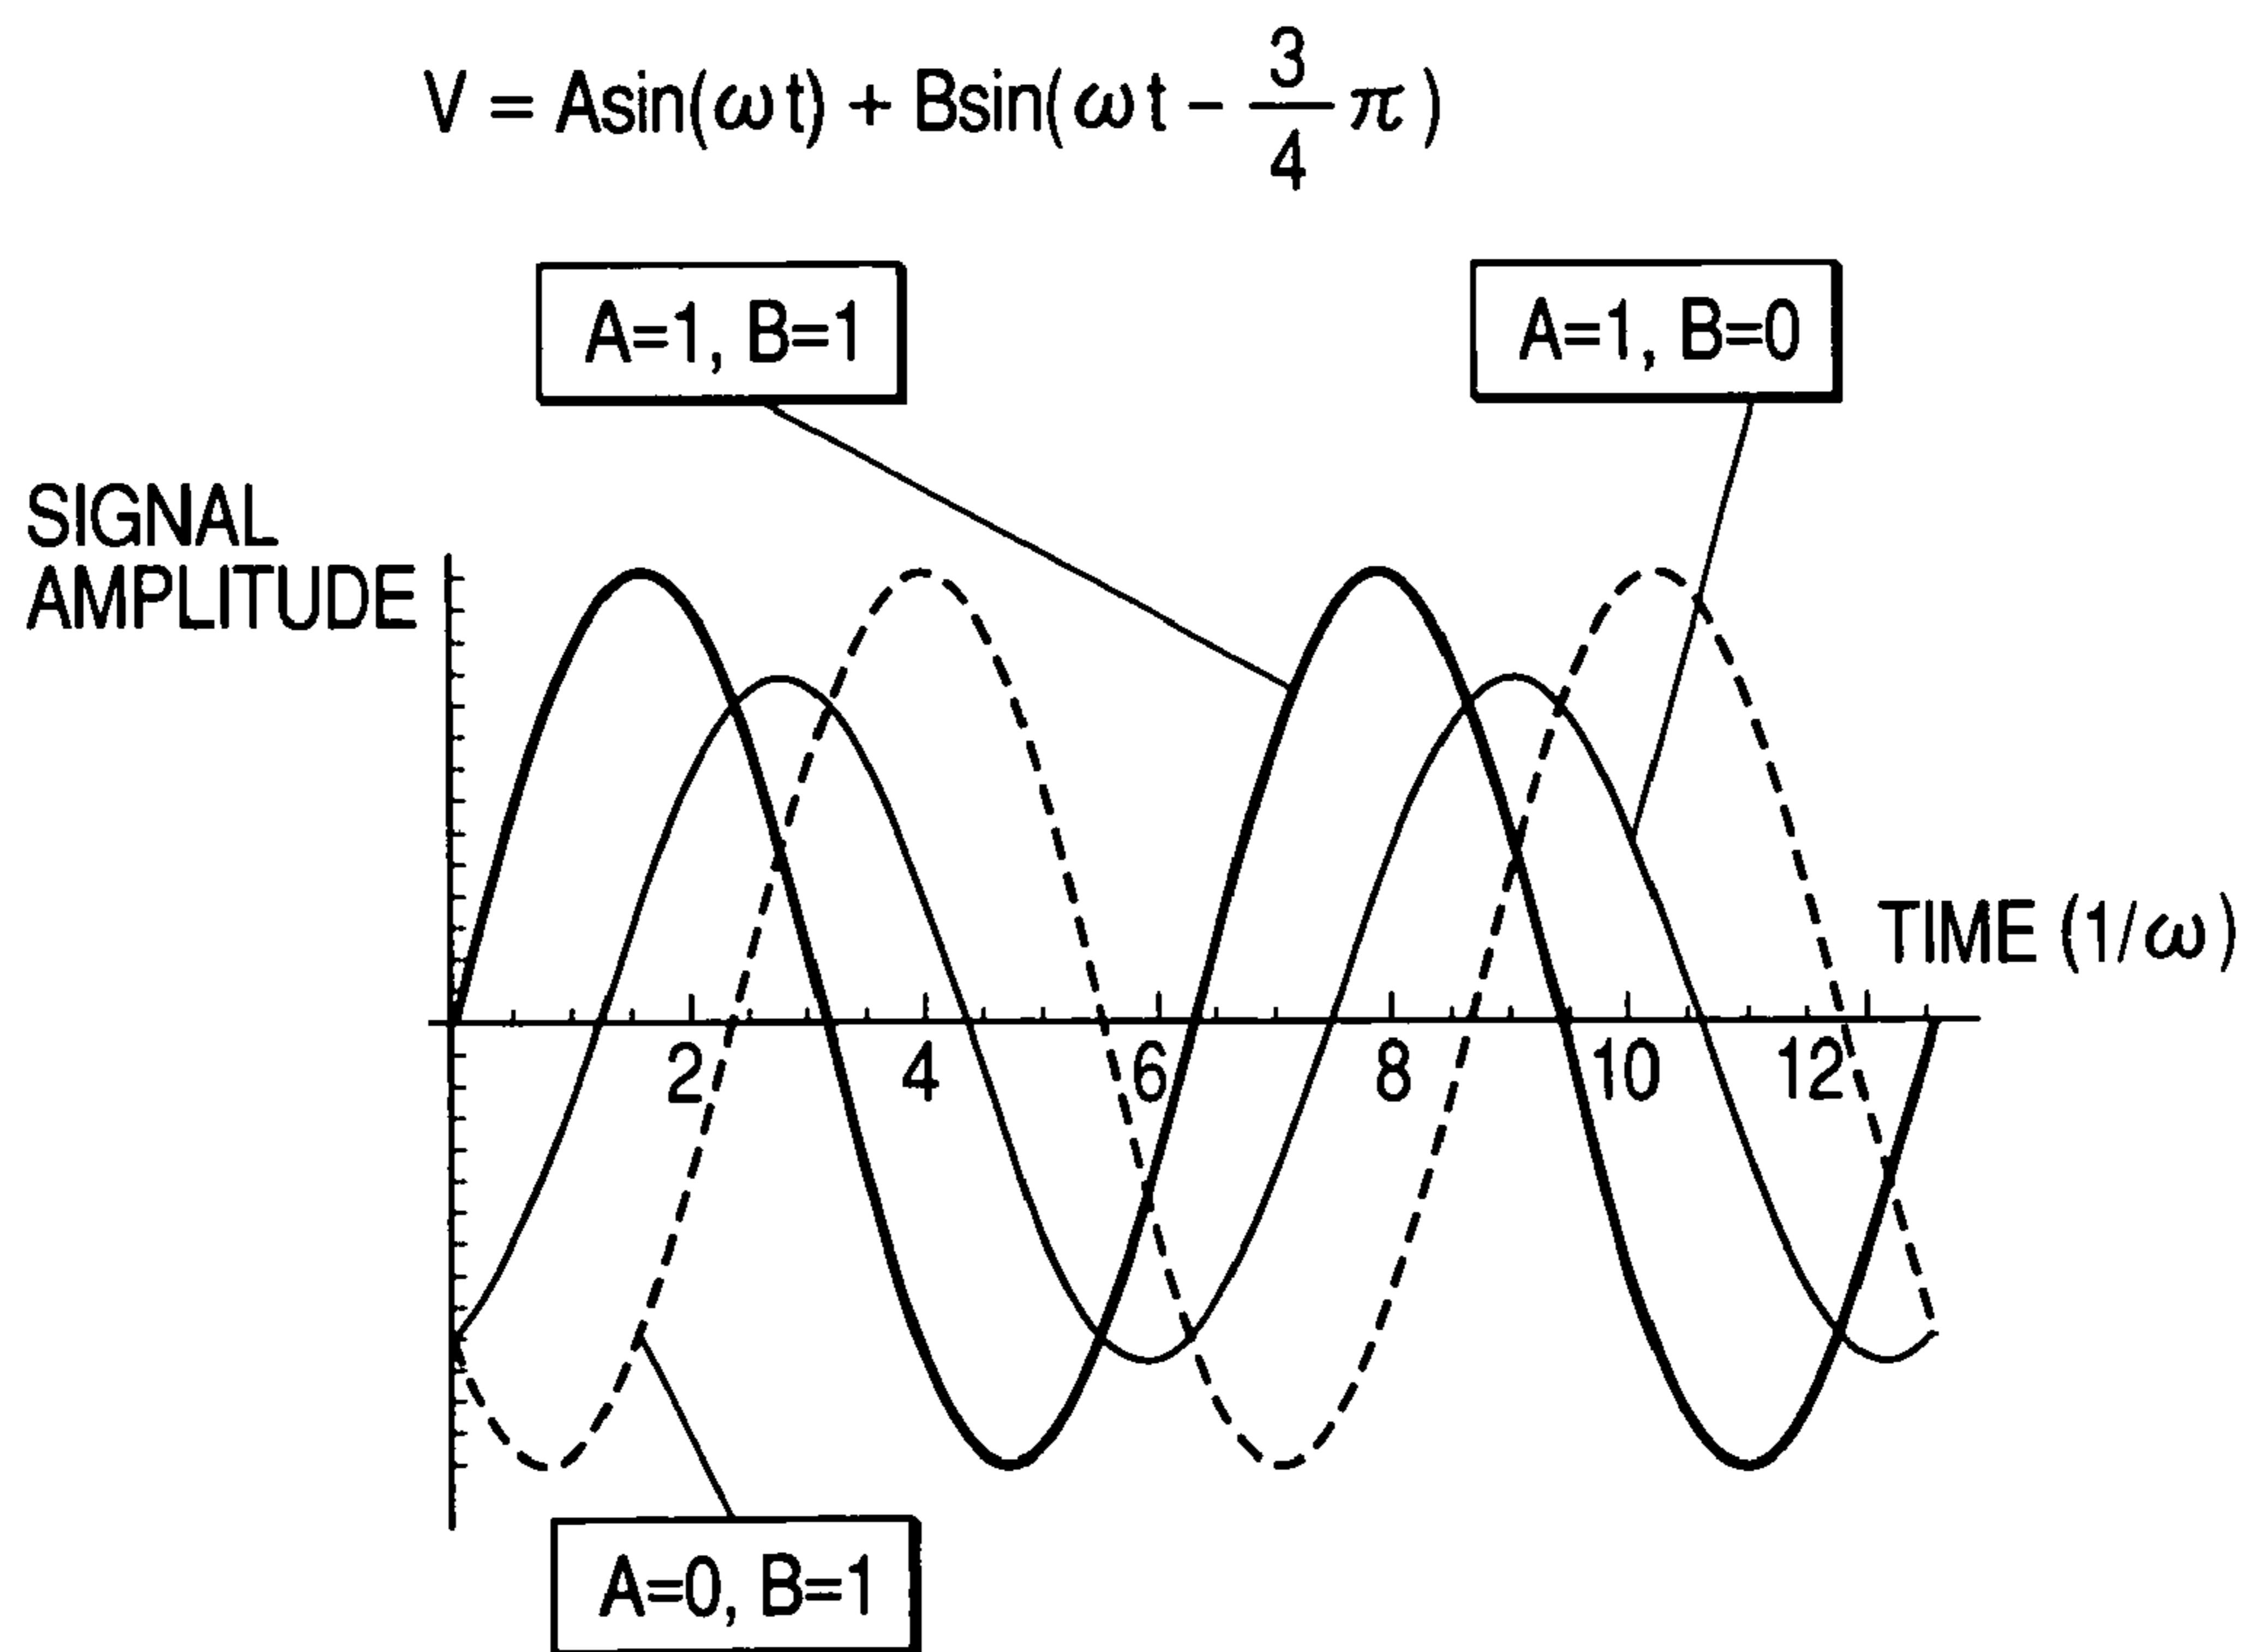 V = Asin(ωt) + Bsin(ωt - 3/4 π)
A=1, B=1
A=1, B=0
SIGNAL
AMPLITUDE
TIME (1/ω)
2
4
6
8
10
12
A=0, B=1